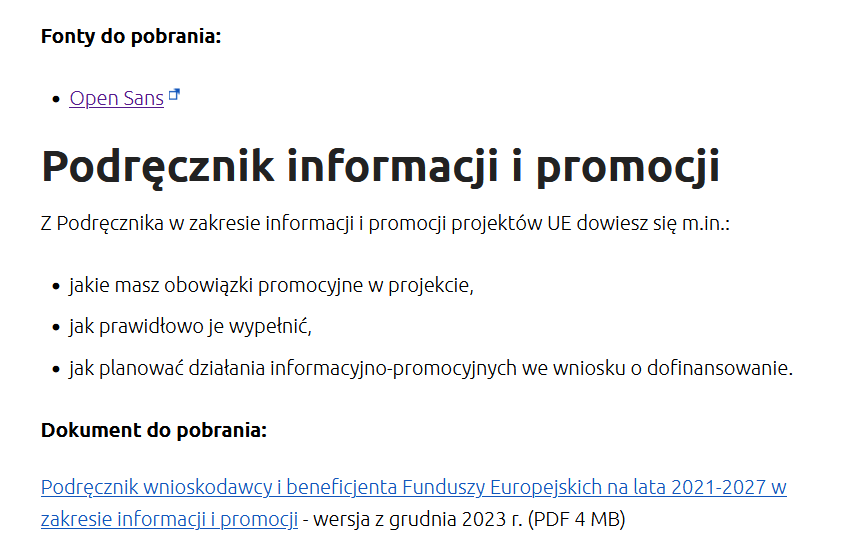 Fonty do pobrania:
Open Sans
Podręcznik informacji i promocji
Z Podręcznika w zakresie informacji i promocji projektów UE dowiesz się m.in.:
jakie masz obowiązki promocyjne w projekcie,
jak prawidłowo je wypełnić,
jak planować działania informacyjno-promocyjnych we wniosku o dofinansowanie.
Dokument do pobrania:
Podręcznik wnioskodawcy i beneficjenta Funduszy Europejskich na lata 2021-2027 w
zakresie informacji i promocji - wersja z grudnia 2023 r. (PDF 4 MB)